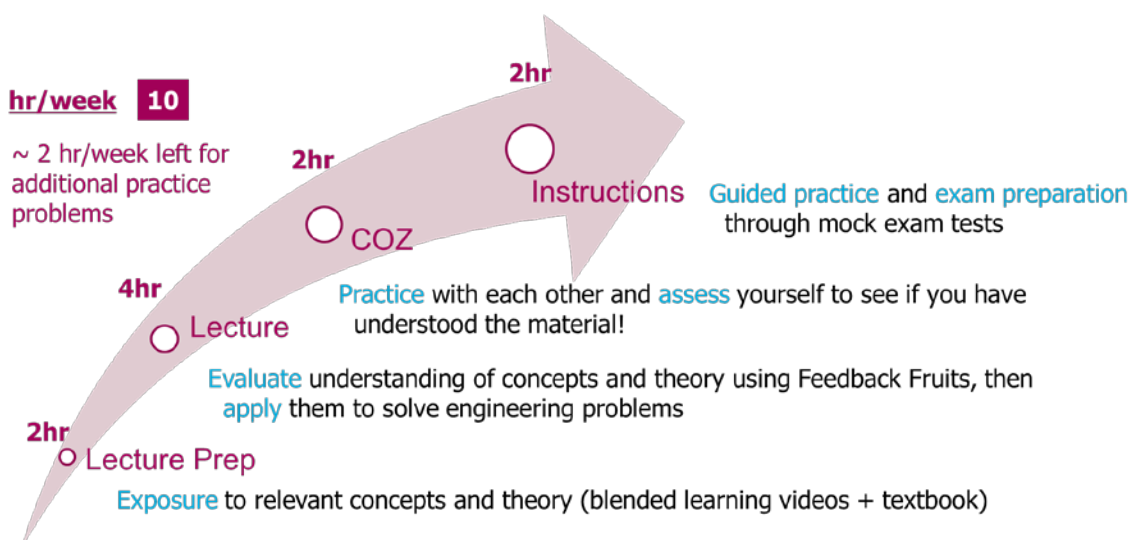 hr/week 10
~ 2 hr/week left for
additional practice
problems
2hr
Instructions
Guided practice and exam preparation
through mock exam tests
2hr
COZ
Practice with each other and assess yourself to see if you have
understood the material!
4hr
Lecture
Evaluate understanding of concepts and theory using Feedback Fruits, then
apply them to solve engineering problems
2hr
Lecture Prep
Exposure to relevant concepts and theory (blended learning videos + textbook)